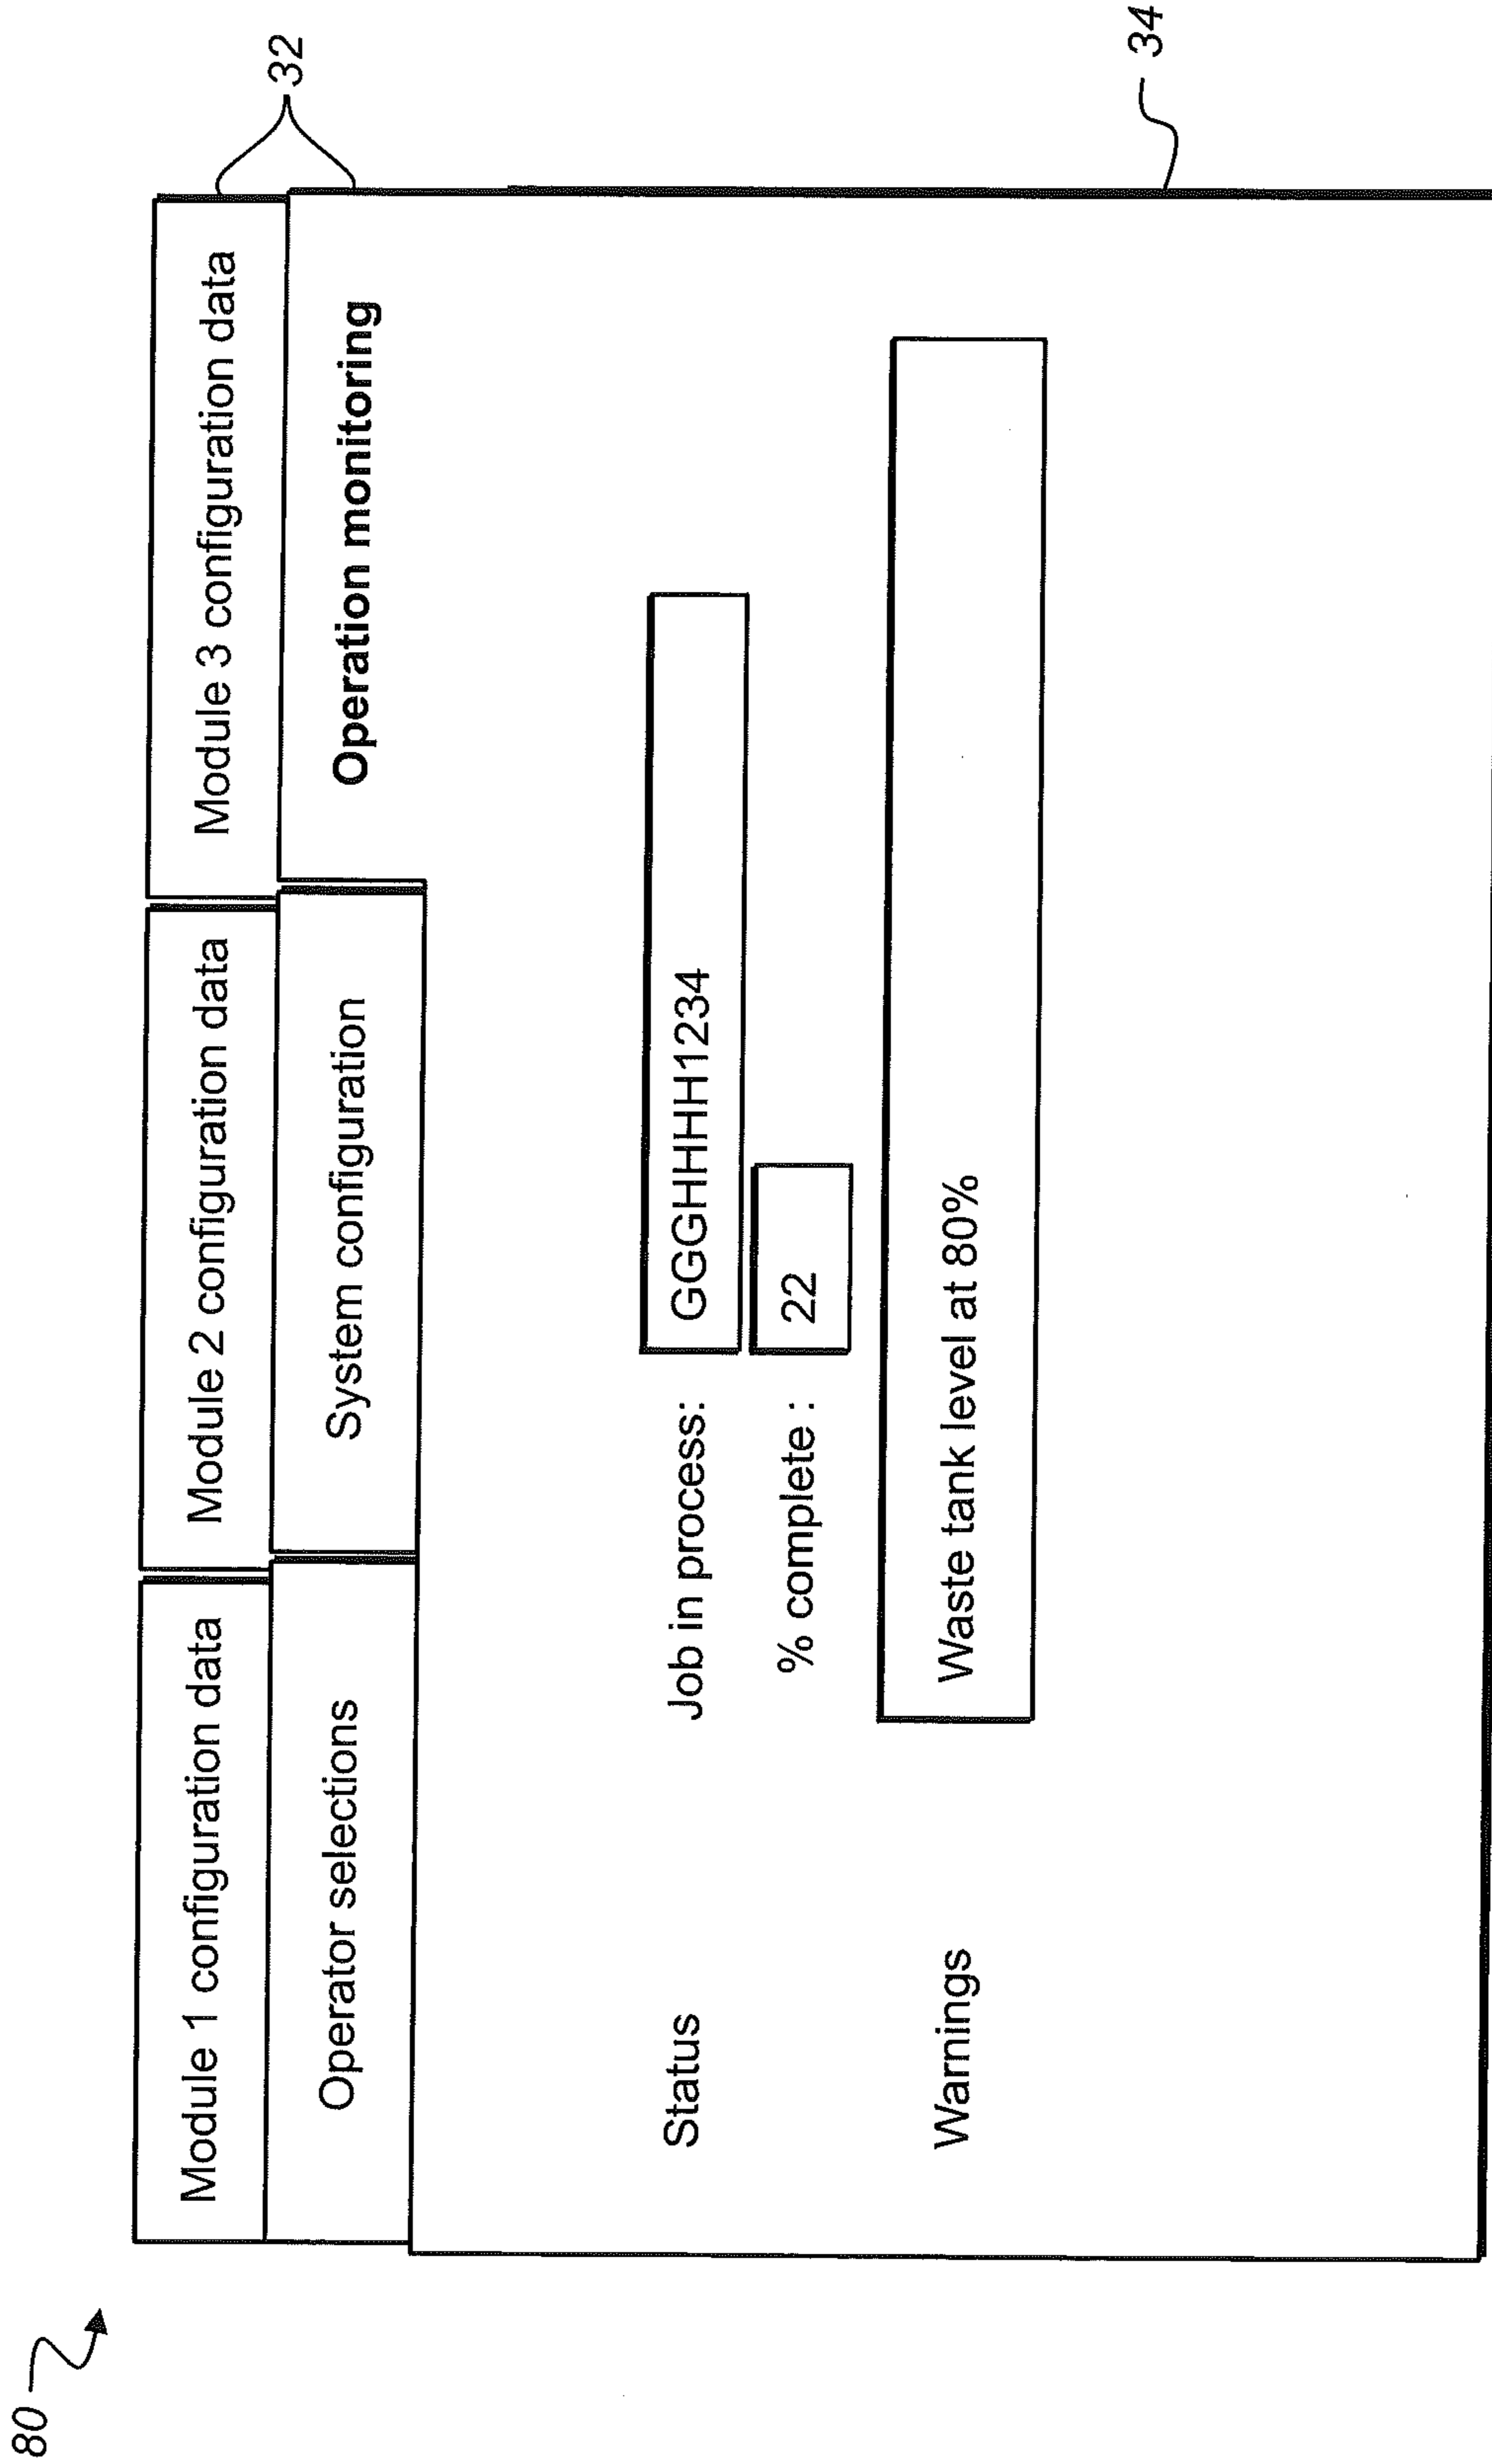 80
32
Module 1 configuration data
Module 2 configuration data
Module 3 configuration data
Operator selections
System configuration
Operation monitoring
Status
Job in process:
GGGHHHH1234
% complete :
22
Warnings
Waste tank level at 80%
34